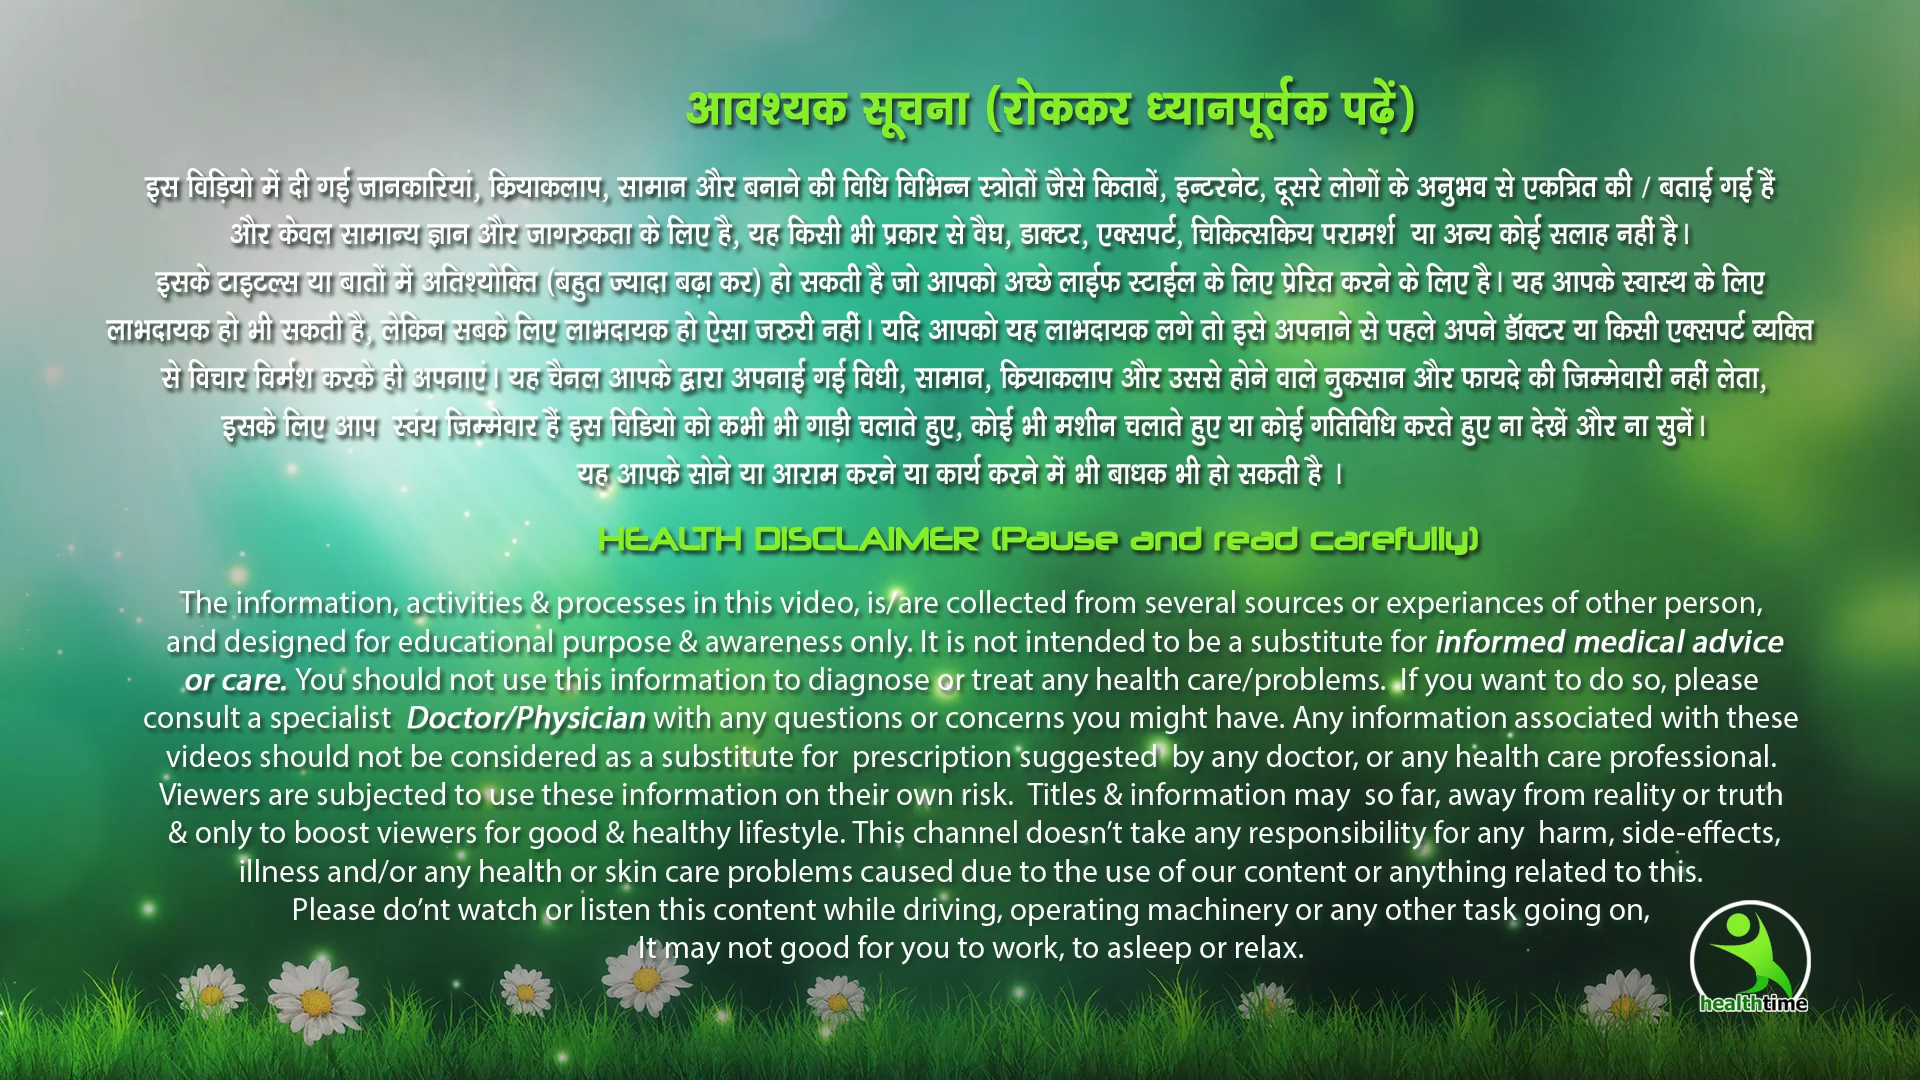 आवश्यक सूचना (रोककर ध्यानपूर्वक पढ़ें)
इस विड़ियो में दी गई जानकारियां, क्रियाकलाप, सामान और बनाने की विधि विभिन्न स्त्रोतों जैसे किताबें, इन्टरनेट, दूसरे लोगों के अनुभव से एकत्रित की / बताई गई हैं
और केवल सामान्य ज्ञान और जागरुकता के लिए है, यह किसी भी प्रकार से वैघ, डाक्टर, एक्सपर्ट, चिकित्सकिय परामर्श या अन्य कोई सलाह नहीं है।
इसके टाइटल्स या बातों में अतिश्योक्ति (बहुत ज्यादा बढ़ा कर) हो सकती है जो आपको अच्छे लाईफ स्टाईल के लिए प्रेरित करने के लिए है। यह आपके स्वास्थ के लिए
लाभदायक हो भी सकती है, लेकिन सबके लिए लाभदायक हो ऐसा जरुरी नहीं। यदि आपको यह लाभदायक लगे तो इसे अपनाने से पहले अपने डॅाक्टर या किसी एक्सपर्ट व्यक्ति
से विचार विर्मश करके ही अपनाएं। यह चैनल आपके द्वारा अपनाई गई विधी, सामान, क्रियाकलाप और उससे होने वाले नुकसान और फायदे की जिम्मेवारी नहीं लेता,
इसके लिए आप स्वंय जिम्मेवार हैं इस विडियो को कभी भी गाड़ी चलाते हुए, कोई भी मशीन चलाते हुए या कोई गतिविधि करते हुए ना देखें और ना सुनें।
यह आपके सोने या आराम करने या कार्य करने में भी बाधक भी हो सकती है ।
HEALTH DISCLAIMER (Pause and read carefully)
The information, activities & processes in this video, is/are collected from several sources or experiances of other person,
and designed for educational purpose & awareness only. It is not intended to be a substitute for informed medical advice
or care. You should not use this information to diagnose or treat any health care/problems. If you want to do so, please
consult a specialist Doctor/Physician with any questions or concerns you might have. Any information associated with these
videos should not be considered as a substitute for prescription suggested by any doctor, or any health care professional.
Viewers are subjected to use these information on their own risk. Titles & information may so far, away from reality or truth
& only to boost viewers for good & healthy lifestyle. This channel doesn't take any responsibility for any harm, side-effects,
illness and/or any health or skin care problems caused due to the use of our content or anything related to this.
Please do'nt watch or listen this content while driving, operating machinery or any other task going on,
It may not good for you to work, to asleep or relax.
healthtime